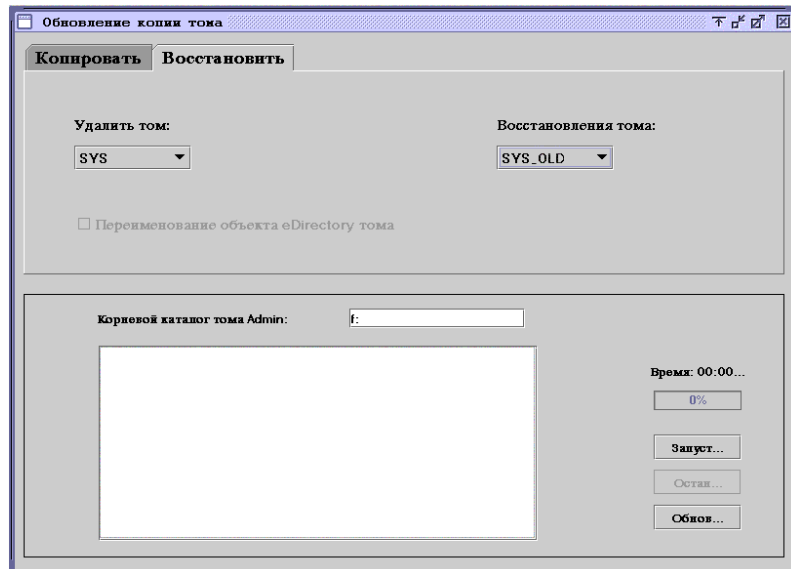 Обновление копии тома
Копировать Восстановить
Удалить том: Восстановления тома:
SYS SYS_OLD
Переименование объекта eDirectory тома
Корневой каталог тома Admin: f:
Время: 00:00...
0%
Запуст...
Остан...
Обнов...